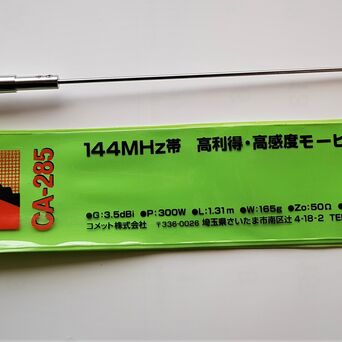 CA-285
144MHz帯 高利得・高感度モービ
●G:3.5dBi ●P:300W ●L:1.31m ●W:165g ●Zo:50Ω ●
コメット株式会社 〒336-0026 埼玉県さいたま市南区辻 4-18-2 TE